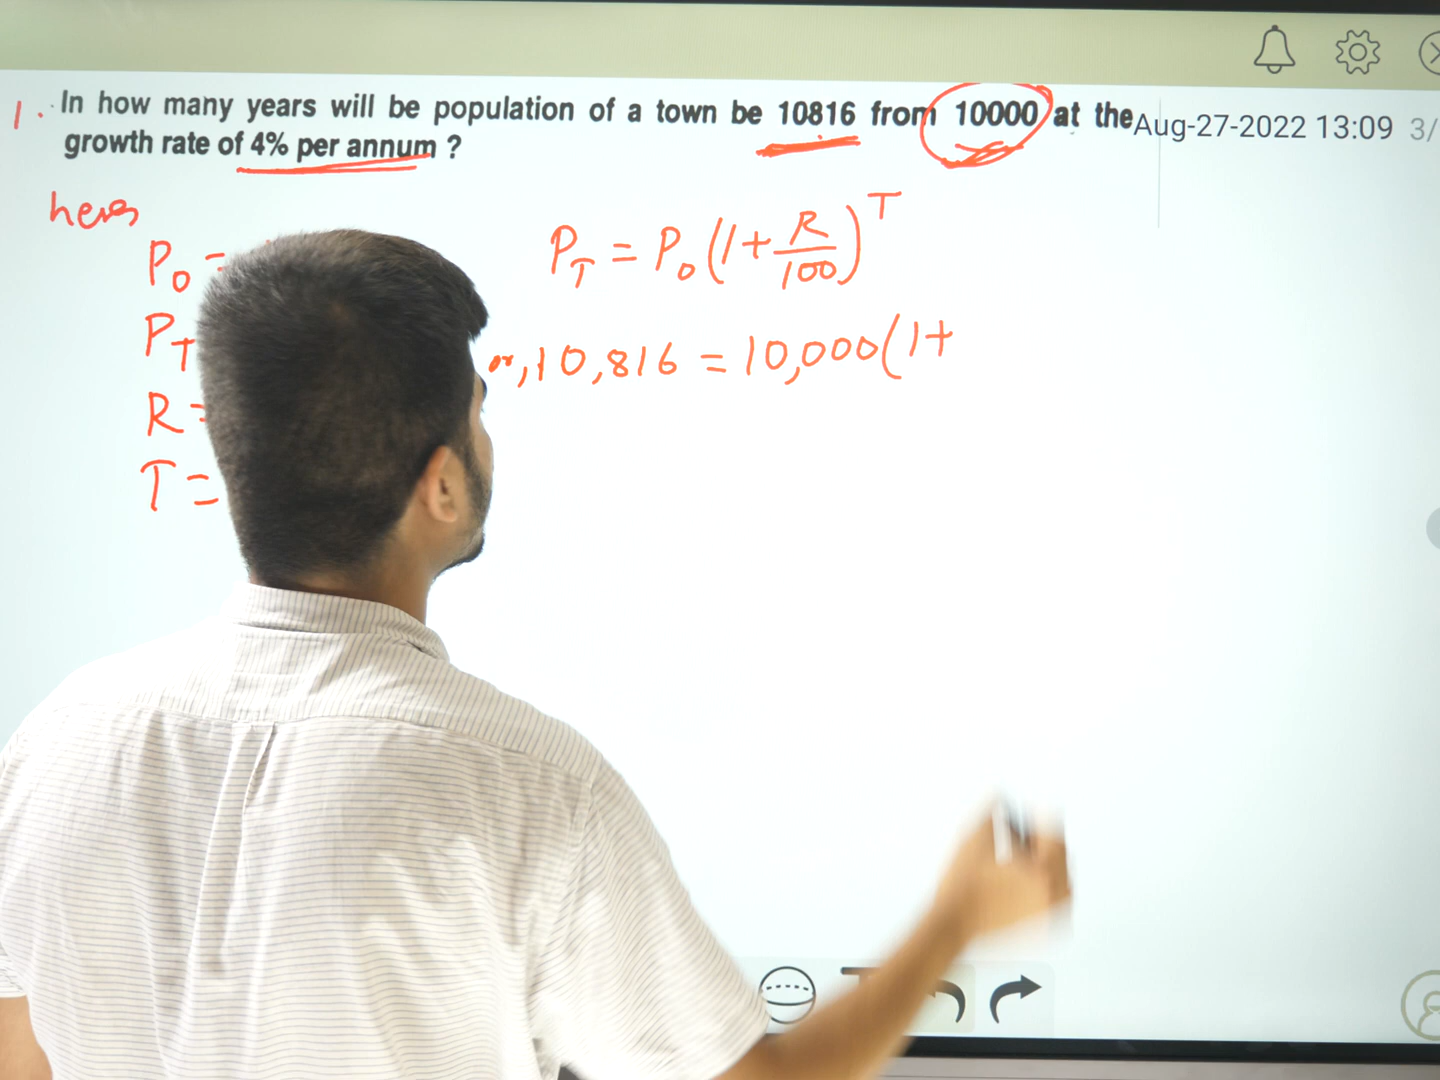 1. In how many years will be population of a town be 10816 from 10000 at the
growth rate of 4% per annum ?
Aug-27-2022 13:09 3/
here
P₀ =
P_T
R =
T =
P_T = P₀ (1 + R/100)^T
or, 10,816 = 10,000 (1 +